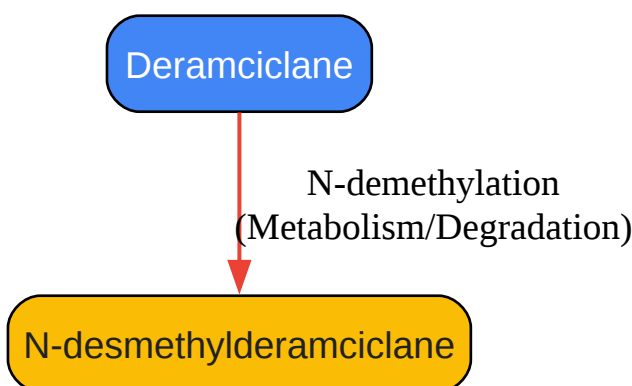 Deramciclane
N-demethylation
(Metabolism/Degradation)
N-desmethylderamciclane